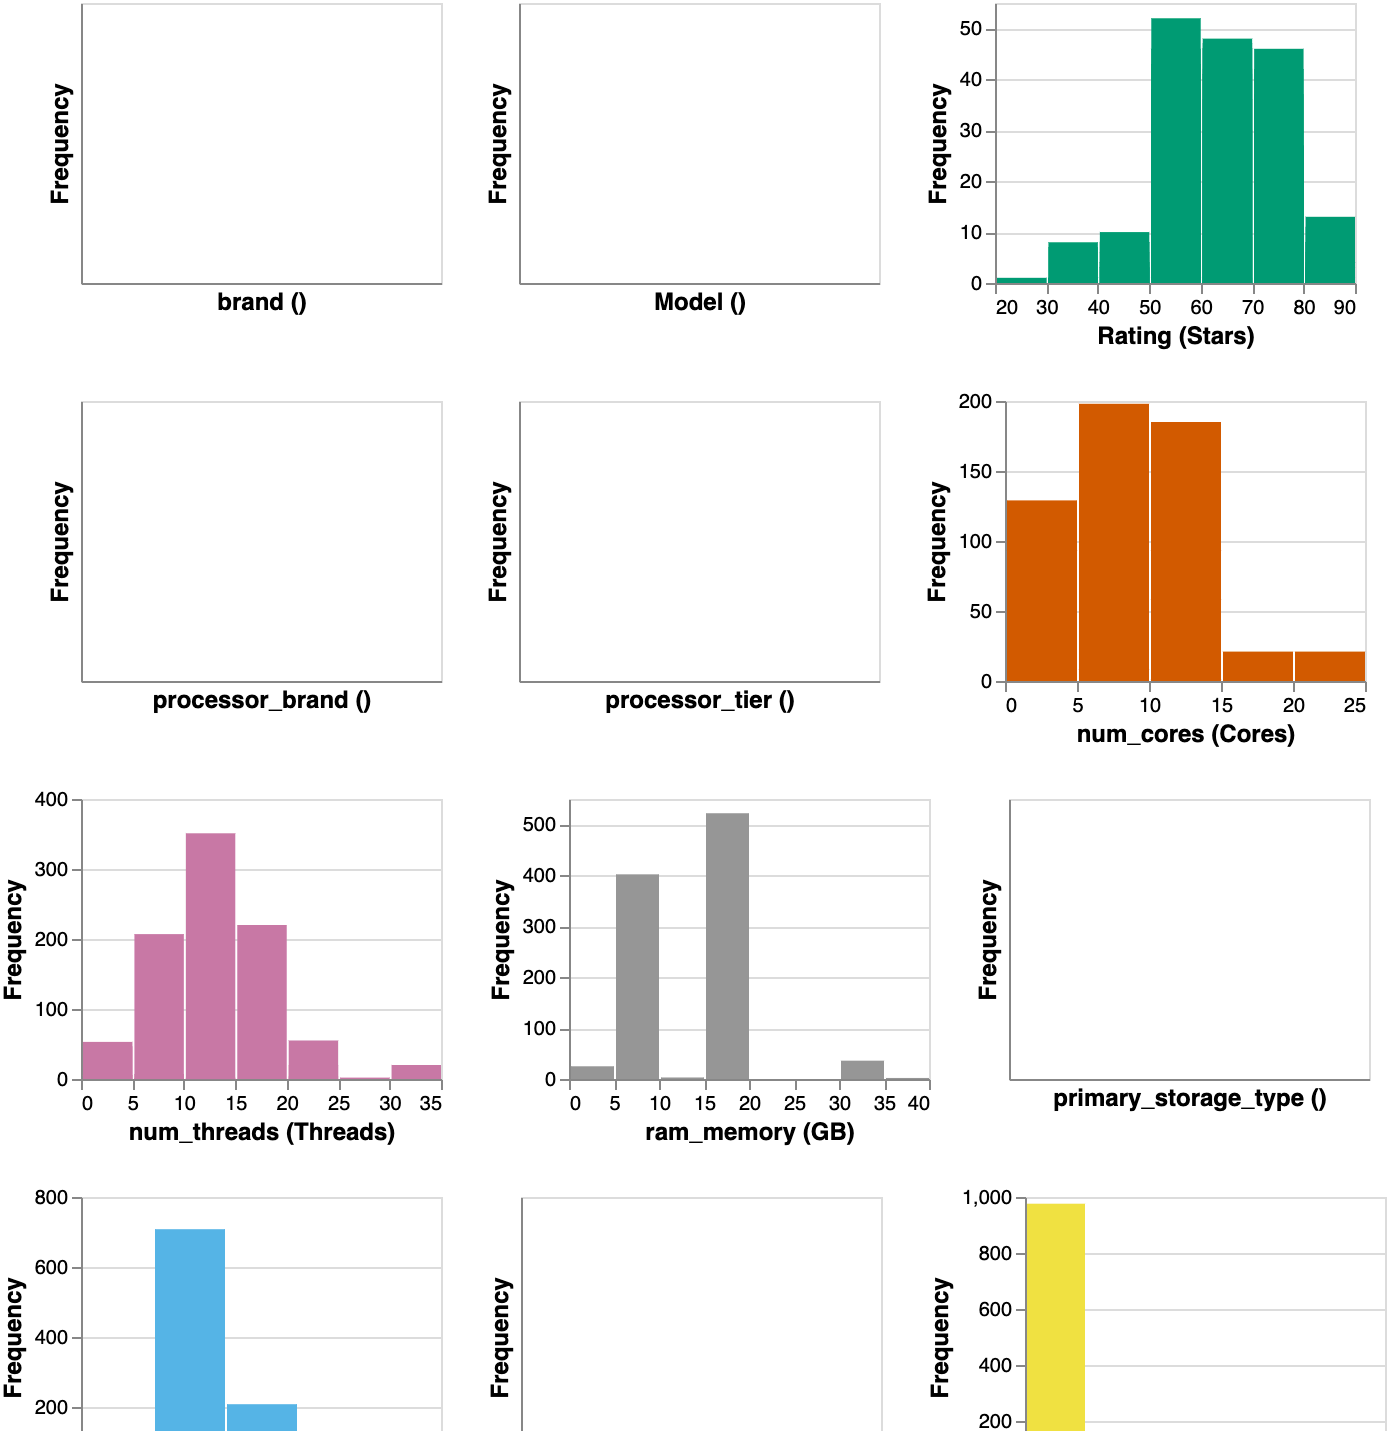 Frequency
brand ()
Frequency
Model ()
Frequency
50
40
30
20
10
0
20 30 40 50 60 70 80 90
Rating (Stars)
Frequency
processor_brand ()
Frequency
processor_tier ()
Frequency
200
150
100
50
0
0 5 10 15 20 25
num_cores (Cores)
Frequency
400
300
200
100
0
0 5 10 15 20 25 30 35
num_threads (Threads)
Frequency
500
400
300
200
100
0
0 5 10 15 20 25 30 35 40
ram_memory (GB)
Frequency
primary_storage_type ()
Frequency
800
600
400
200
Frequency
Frequency
1,000
800
600
400
200